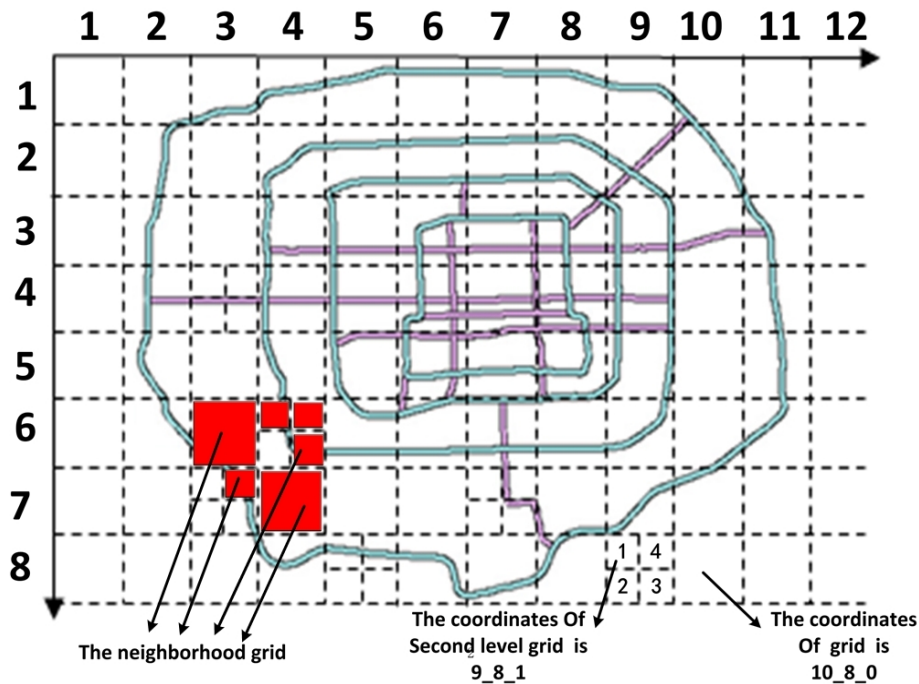 1 2 3 4 5 6 7 8 9 10 11 12
1
2
3
4
5
6
7
8
1 4
2 3
The neighborhood grid
The coordinates Of
Second level grid is
2
9_8_1
The coordinates
Of grid is
10_8_0